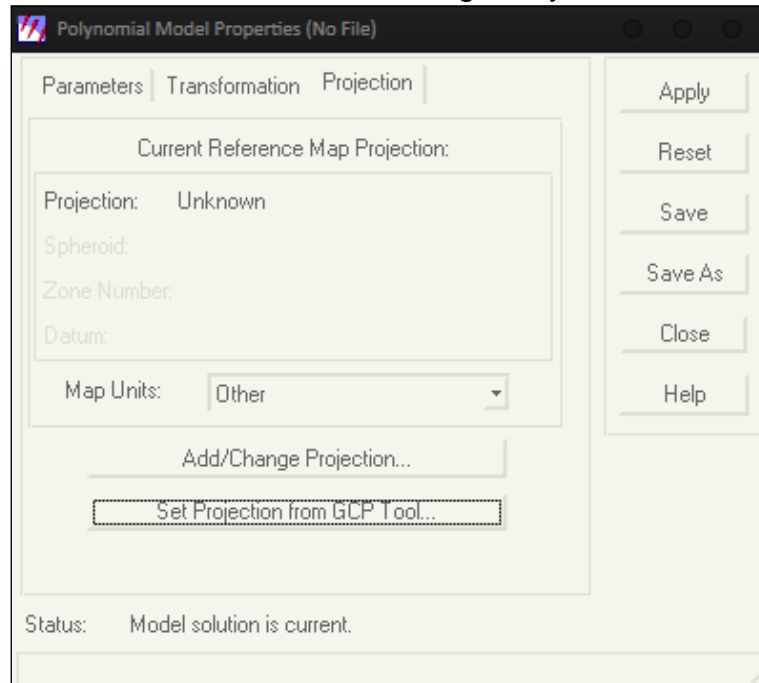 Polynomial Model Properties (No File)
Parameters Transformation Projection
Current Reference Map Projection:
Projection: Unknown
Spheroid:
Zone Number:
Datum:
Map Units: Other
Add/Change Projection...
Set Projection from GCP Tool...
Apply
Reset
Save
Save As
Close
Help
Status: Model solution is current.